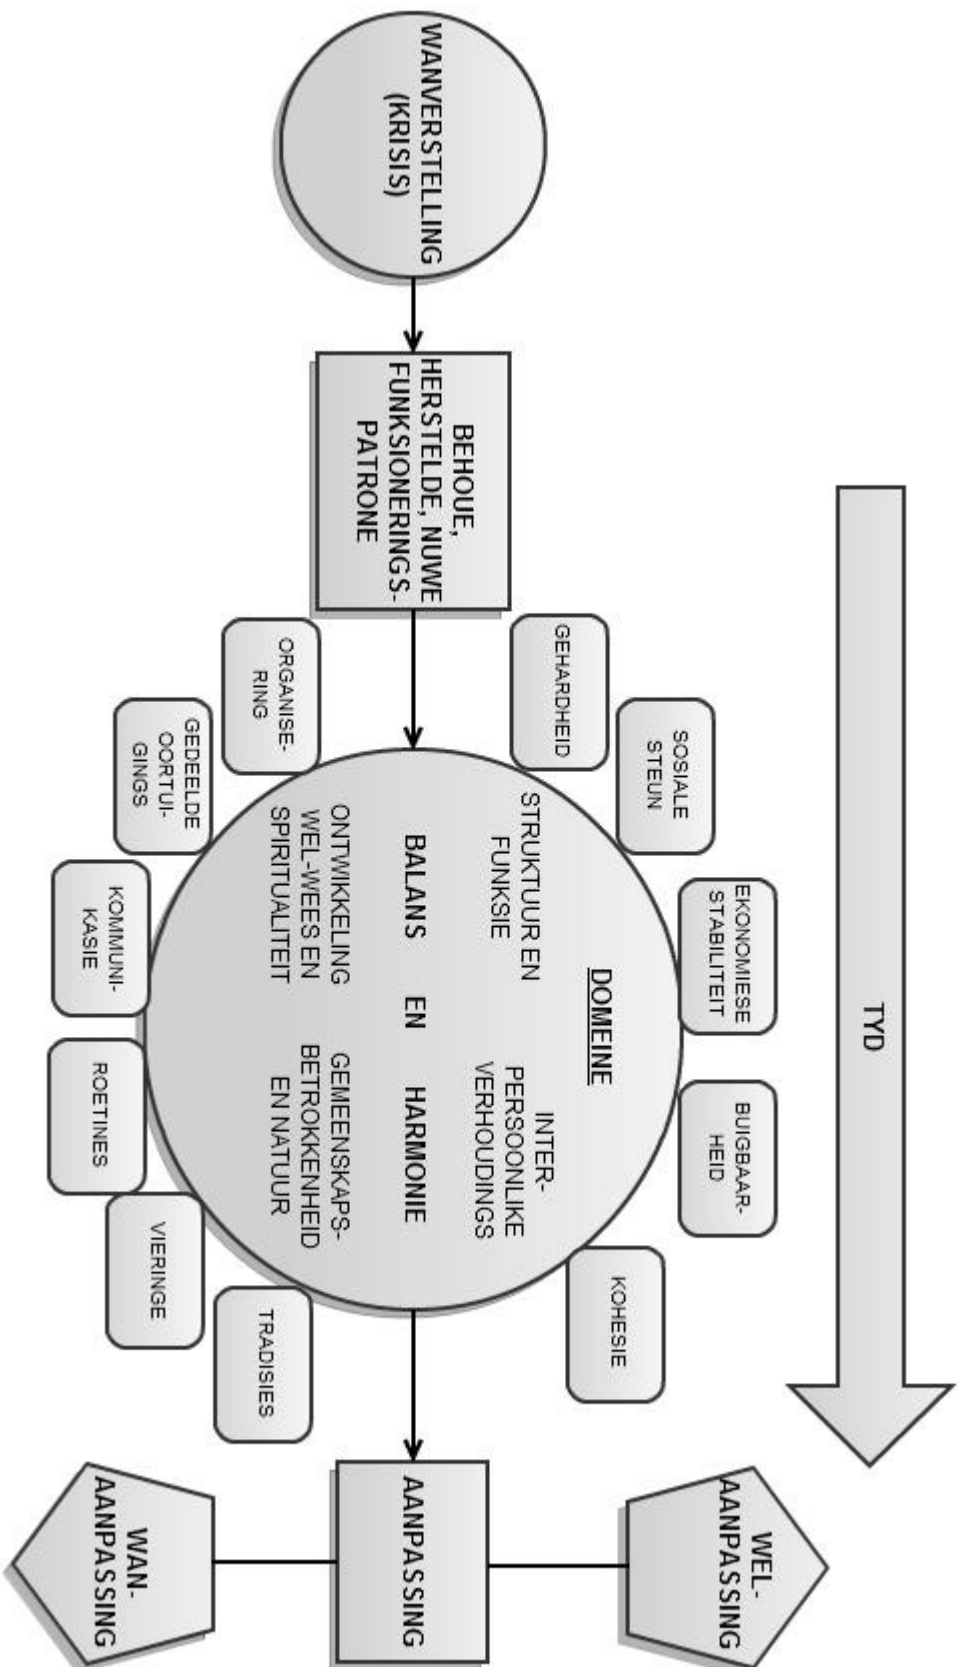 TYD
WANVERSTELLING
(KRISIS)
BEHOUE,
HERSTELDE, NUWE
FUNKSIONERINGS-
PATRONE
GEHARDHEID
SOSIALE
STEUN
EKONOMIESE
STABILITEIT
BUIGBAAR-
HEID
KOHESIE
DOMEINE
STRUKTUUR EN
FUNKSIE
INTER-
PERSOONLIKE
VERHOUDINGS
BALANS EN HARMONIE
ONTWIKKELING
WEL-WEES EN
SPIRITUALITEIT
GEMEENSKAPS-
BETROKKENHEID
EN NATUUR
ORGANISE-
RING
GEDEELDE
OORTUI-
GINGS
KOMMUNI-
KASIE
ROETINES
VIERINGE
TRADISIES
WEL-
AANPASSING
AANPASSING
WAN-
AANPASSING